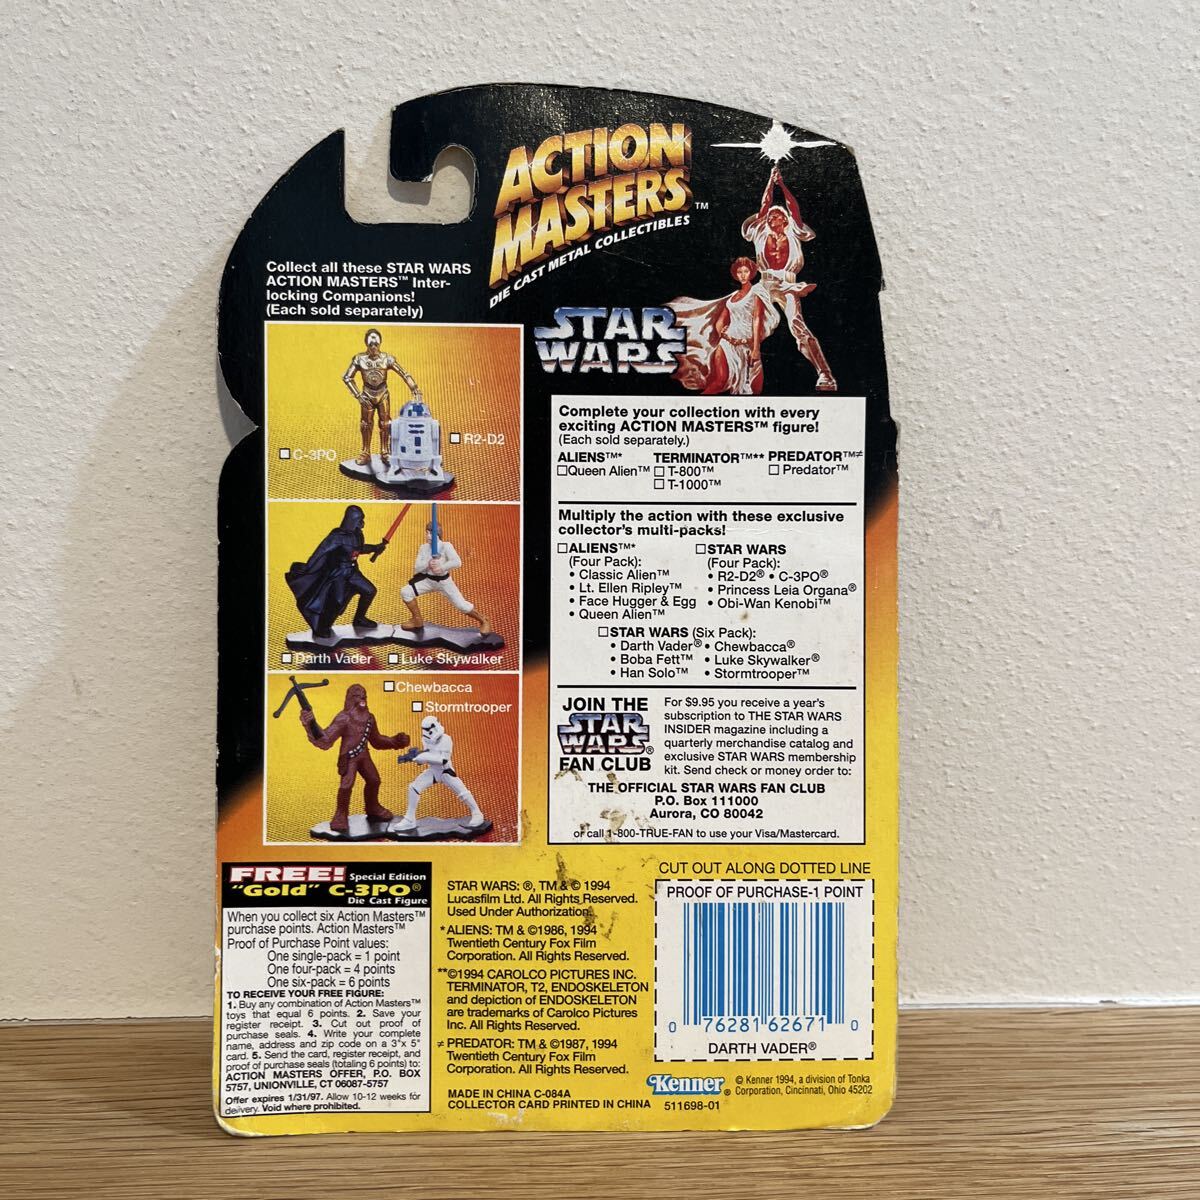 ACTION
MASTERS™
DIE CAST METAL COLLECTIBLES
STAR
WARS
Collect all these STAR WARS
ACTION MASTERS™ Inter-
locking Companions!
(Each sold separately)
☐ C-3PO
☐ R2-D2
☐ Darth Vader ☐ Luke Skywalker
☐ Chewbacca
☐ Stormtrooper
Complete your collection with every
exciting ACTION MASTERS™ figure!
(Each sold separately.)
ALIENS™* TERMINATOR™** PREDATOR™≠
☐Queen Alien™ ☐ T-800™ ☐ Predator™
☐ T-1000™
Multiply the action with these exclusive
collector's multi-packs!
☐ALIENS™*
(Four Pack):
• Classic Alien™
• Lt. Ellen Ripley™
• Face Hugger & Egg
• Queen Alien™
☐STAR WARS
(Four Pack):
• R2-D2® • C-3PO®
• Princess Leia Organa®
• Obi-Wan Kenobi™
☐STAR WARS (Six Pack):
• Darth Vader® • Chewbacca®
• Boba Fett™ • Luke Skywalker®
• Han Solo™ • Stormtrooper™
JOIN THE
STAR
WARS®
FAN CLUB
For $9.95 you receive a year's
subscription to THE STAR WARS
INSIDER magazine including a
quarterly merchandise catalog and
exclusive STAR WARS membership
kit. Send check or money order to:
THE OFFICIAL STAR WARS FAN CLUB
P.O. Box 111000
Aurora, CO 80042
or call 1-800-TRUE-FAN to use your Visa/Mastercard.
FREE! Special Edition
"Gold" C-3PO®
Die Cast Figure
When you collect six Action Masters™
purchase points. Action Masters™
Proof of Purchase Point values:
One single-pack = 1 point
One four-pack = 4 points
One six-pack = 6 points
TO RECEIVE YOUR FREE FIGURE:
1. Buy any combination of Action Masters™
toys that equal 6 points. 2. Save your
register receipt. 3. Cut out proof of
purchase seals. 4. Write your complete
name, address and zip code on a 3" x 5"
card. 5. Send the card, register receipt, and
proof of purchase seals (totaling 6 points) to:
ACTION MASTERS OFFER, P.O. BOX
5757, UNIONVILLE, CT 06087-5757
Offer expires 1/31/97. Allow 10-12 weeks for
delivery. Void where prohibited.
STAR WARS: ®, TM & © 1994
Lucasfilm Ltd. All Rights Reserved.
Used Under Authorization.
*ALIENS: TM & ©1986, 1994
Twentieth Century Fox Film
Corporation. All Rights Reserved.
**©1994 CAROLCO PICTURES INC.
TERMINATOR, T2, ENDOSKELETON
and depiction of ENDOSKELETON
are trademarks of Carolco Pictures
Inc. All Rights Reserved.
≠ PREDATOR: TM & ©1987, 1994
Twentieth Century Fox Film
Corporation. All Rights Reserved.
MADE IN CHINA C-084A
COLLECTOR CARD PRINTED IN CHINA
CUT OUT ALONG DOTTED LINE
PROOF OF PURCHASE-1 POINT
0 76281 62671 0
DARTH VADER®
Kenner® © Kenner 1994, a division of Tonka
Corporation, Cincinnati, Ohio 45202
511698-01